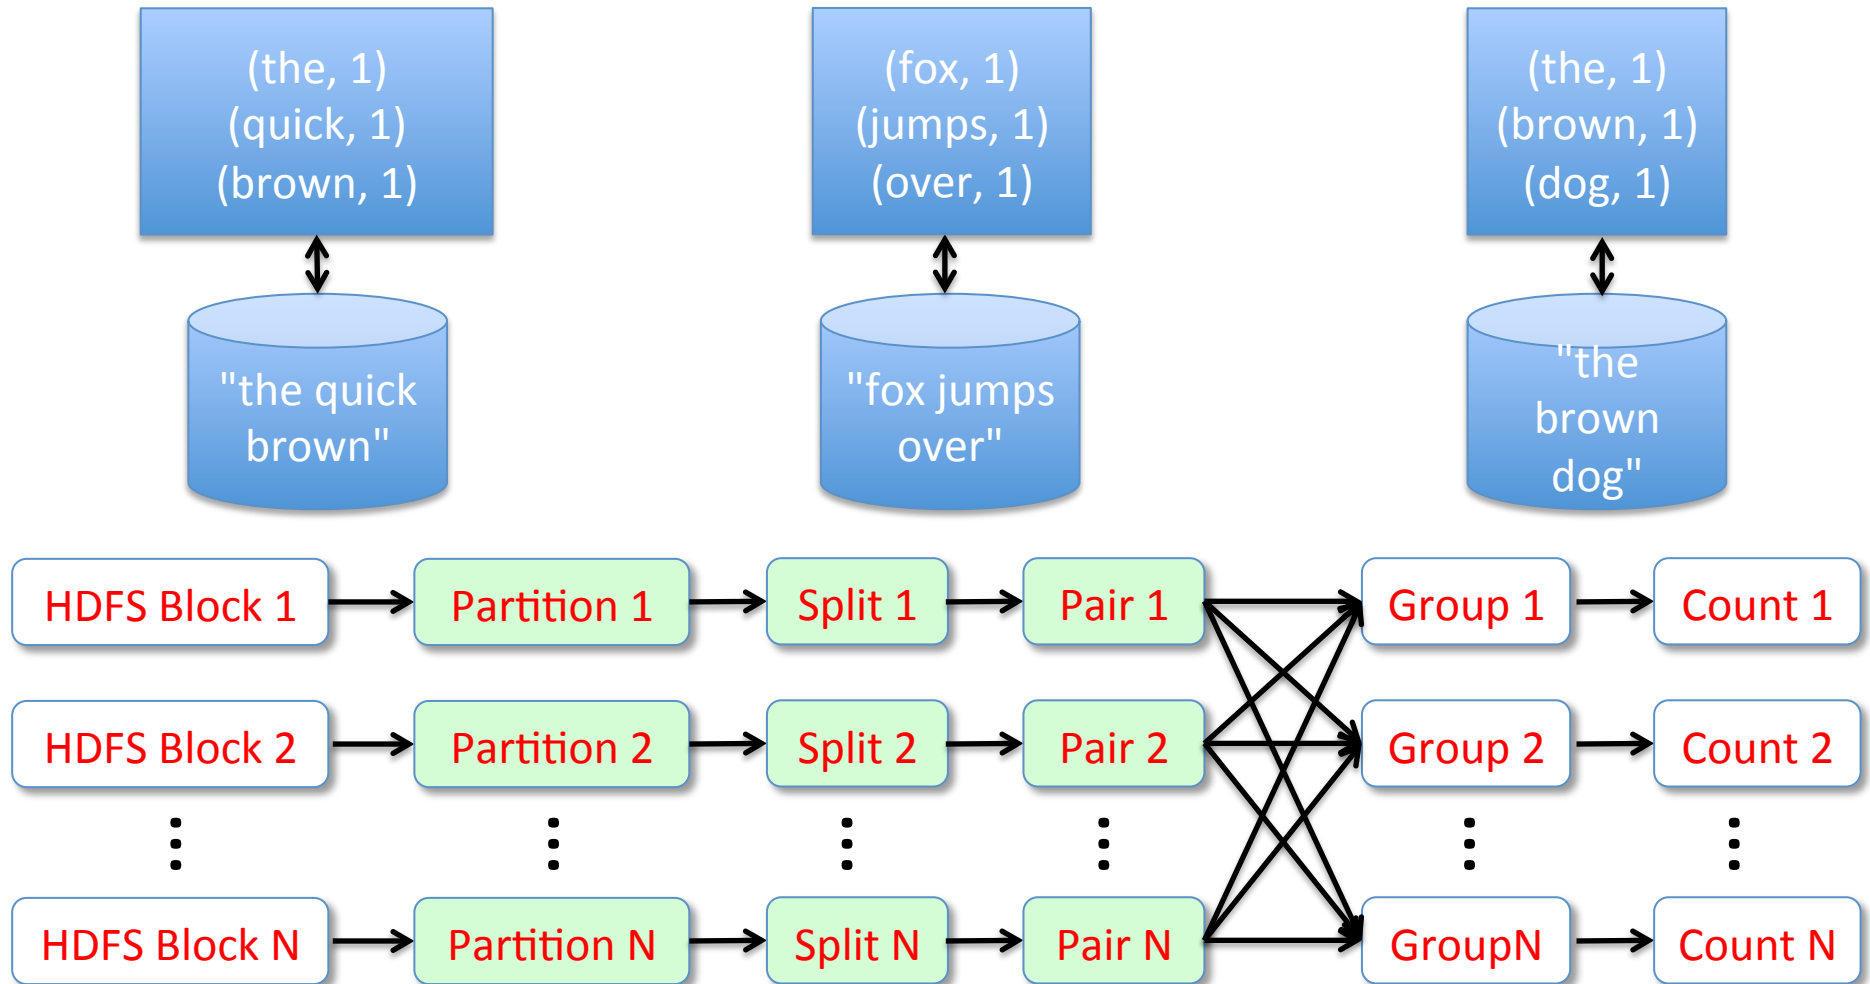 (the, 1)
(quick, 1)
(brown, 1)
(fox, 1)
(jumps, 1)
(over, 1)
(the, 1)
(brown, 1)
(dog, 1)
"the quick
brown"
"fox jumps
over"
"the
brown
dog"
HDFS Block 1
Partition 1
Split 1
Pair 1
Group 1
Count 1
HDFS Block 2
Partition 2
Split 2
Pair 2
Group 2
Count 2
HDFS Block N
Partition N
Split N
Pair N
GroupN
Count N